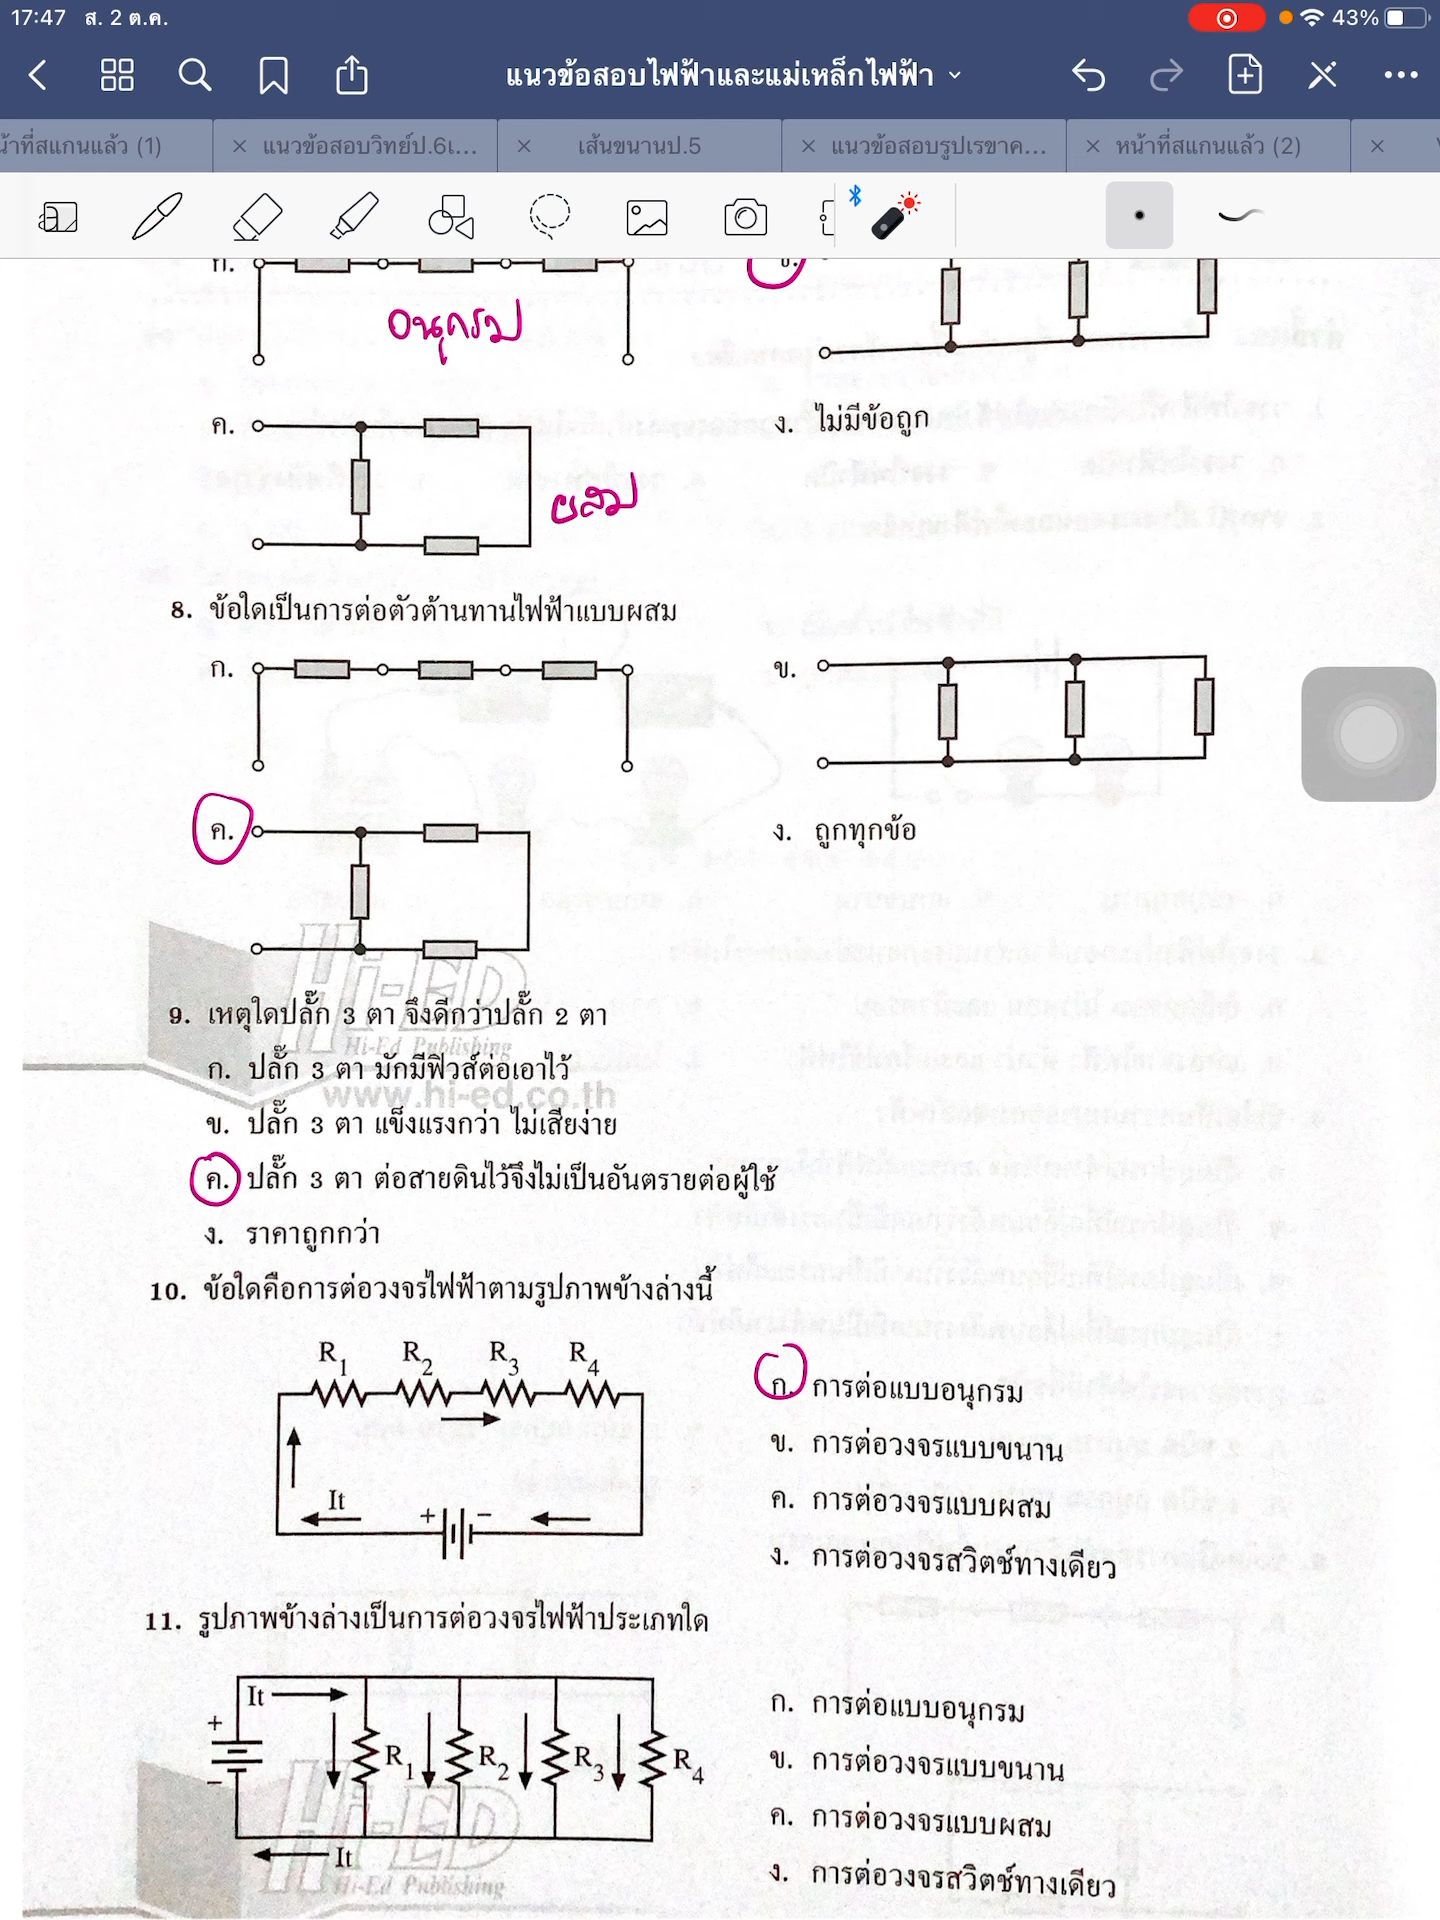 17:47 ส. 2 ต.ค. 43%
แนวข้อสอบไฟฟ้าและแม่เหล็กไฟฟ้า
น้าที่สแกนแล้ว (1) × แนวข้อสอบวิทย์ป.6เ... × เส้นขนานป.5 × แนวข้อสอบรูปเรขาค... × หน้าที่สแกนแล้ว (2) ×
ก. ข.
อนุกรม
ค. ง. ไม่มีข้อถูก
ผสม
8. ข้อใดเป็นการต่อตัวต้านทานไฟฟ้าแบบผสม
ก. ข.
ค. ง. ถูกทุกข้อ
Hi-ED
9. เหตุใดปลั๊ก 3 ตา จึงดีกว่าปลั๊ก 2 ตา
Hi-Ed Publishing
ก. ปลั๊ก 3 ตา มักมีฟิวส์ต่อเอาไว้
www.hi-ed.co.th
ข. ปลั๊ก 3 ตา แข็งแรงกว่า ไม่เสียง่าย
ค. ปลั๊ก 3 ตา ต่อสายดินไว้จึงไม่เป็นอันตรายต่อผู้ใช้
ง. ราคาถูกกว่า
10. ข้อใดคือการต่อวงจรไฟฟ้าตามรูปภาพข้างล่างนี้
R1 R2 R3 R4
It
+ −
ก. การต่อแบบอนุกรม
ข. การต่อวงจรแบบขนาน
ค. การต่อวงจรแบบผสม
ง. การต่อวงจรสวิตช์ทางเดียว
11. รูปภาพข้างล่างเป็นการต่อวงจรไฟฟ้าประเภทใด
It
+
R1 R2 R3 R4
−
It
Hi-ED
Hi-Ed Publishing
ก. การต่อแบบอนุกรม
ข. การต่อวงจรแบบขนาน
ค. การต่อวงจรแบบผสม
ง. การต่อวงจรสวิตช์ทางเดียว